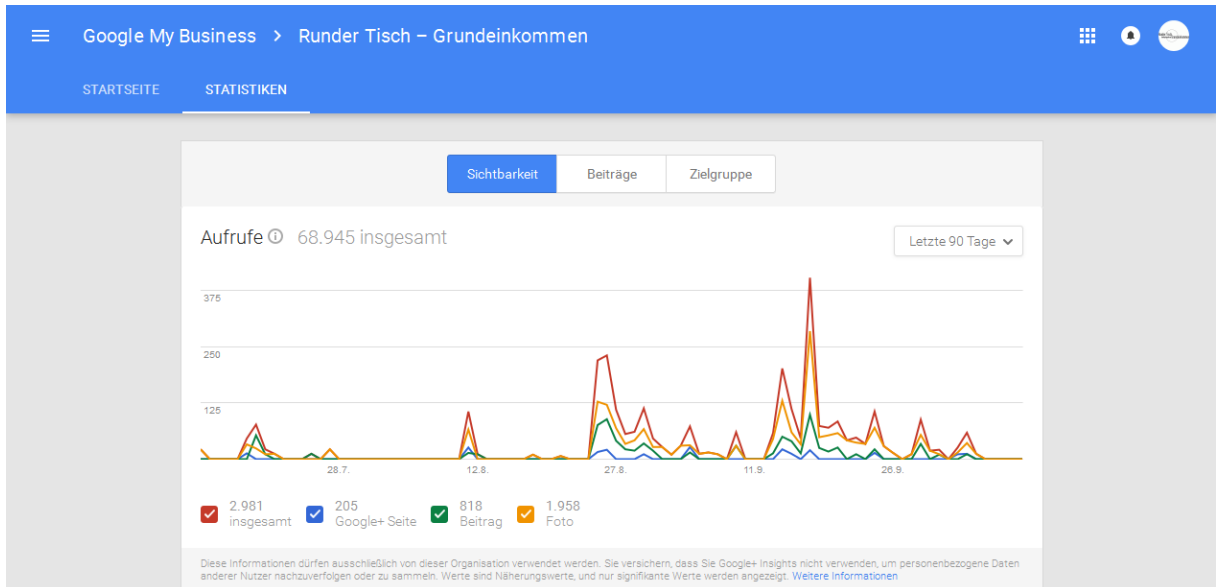 Google My Business > Runder Tisch – Grundeinkommen
STARTSEITE STATISTIKEN
Sichtbarkeit Beiträge Zielgruppe
Aufrufe 68.945 insgesamt Letzte 90 Tage
375
250
125
28.7. 12.8. 27.8. 11.9. 26.9.
2.981 205 818 1.958
insgesamt Google+ Seite Beitrag Foto
Diese Informationen dürfen ausschließlich von dieser Organisation verwendet werden. Sie versichern, dass Sie Google+ Insights nicht verwenden, um personenbezogene Daten
anderer Nutzer nachzuverfolgen oder zu sammeln. Werte sind Näherungswerte, und nur signifikante Werte werden angezeigt. Weitere Informationen